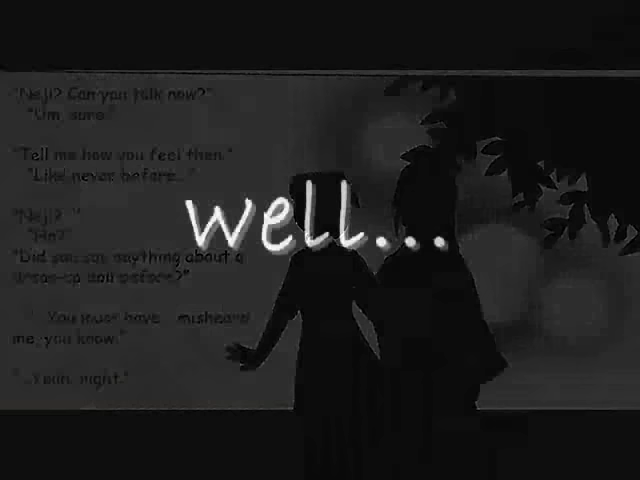 "Neji? Can you talk now?"
"Um, sure."
"Tell me how you feel then."
"Like never before..."
"Neji?..."
"Hn?"
well...
"Did you say anything about a
dress-up doll before?"
"... You must have... misheard
me, you know."
"...Yeah, right."